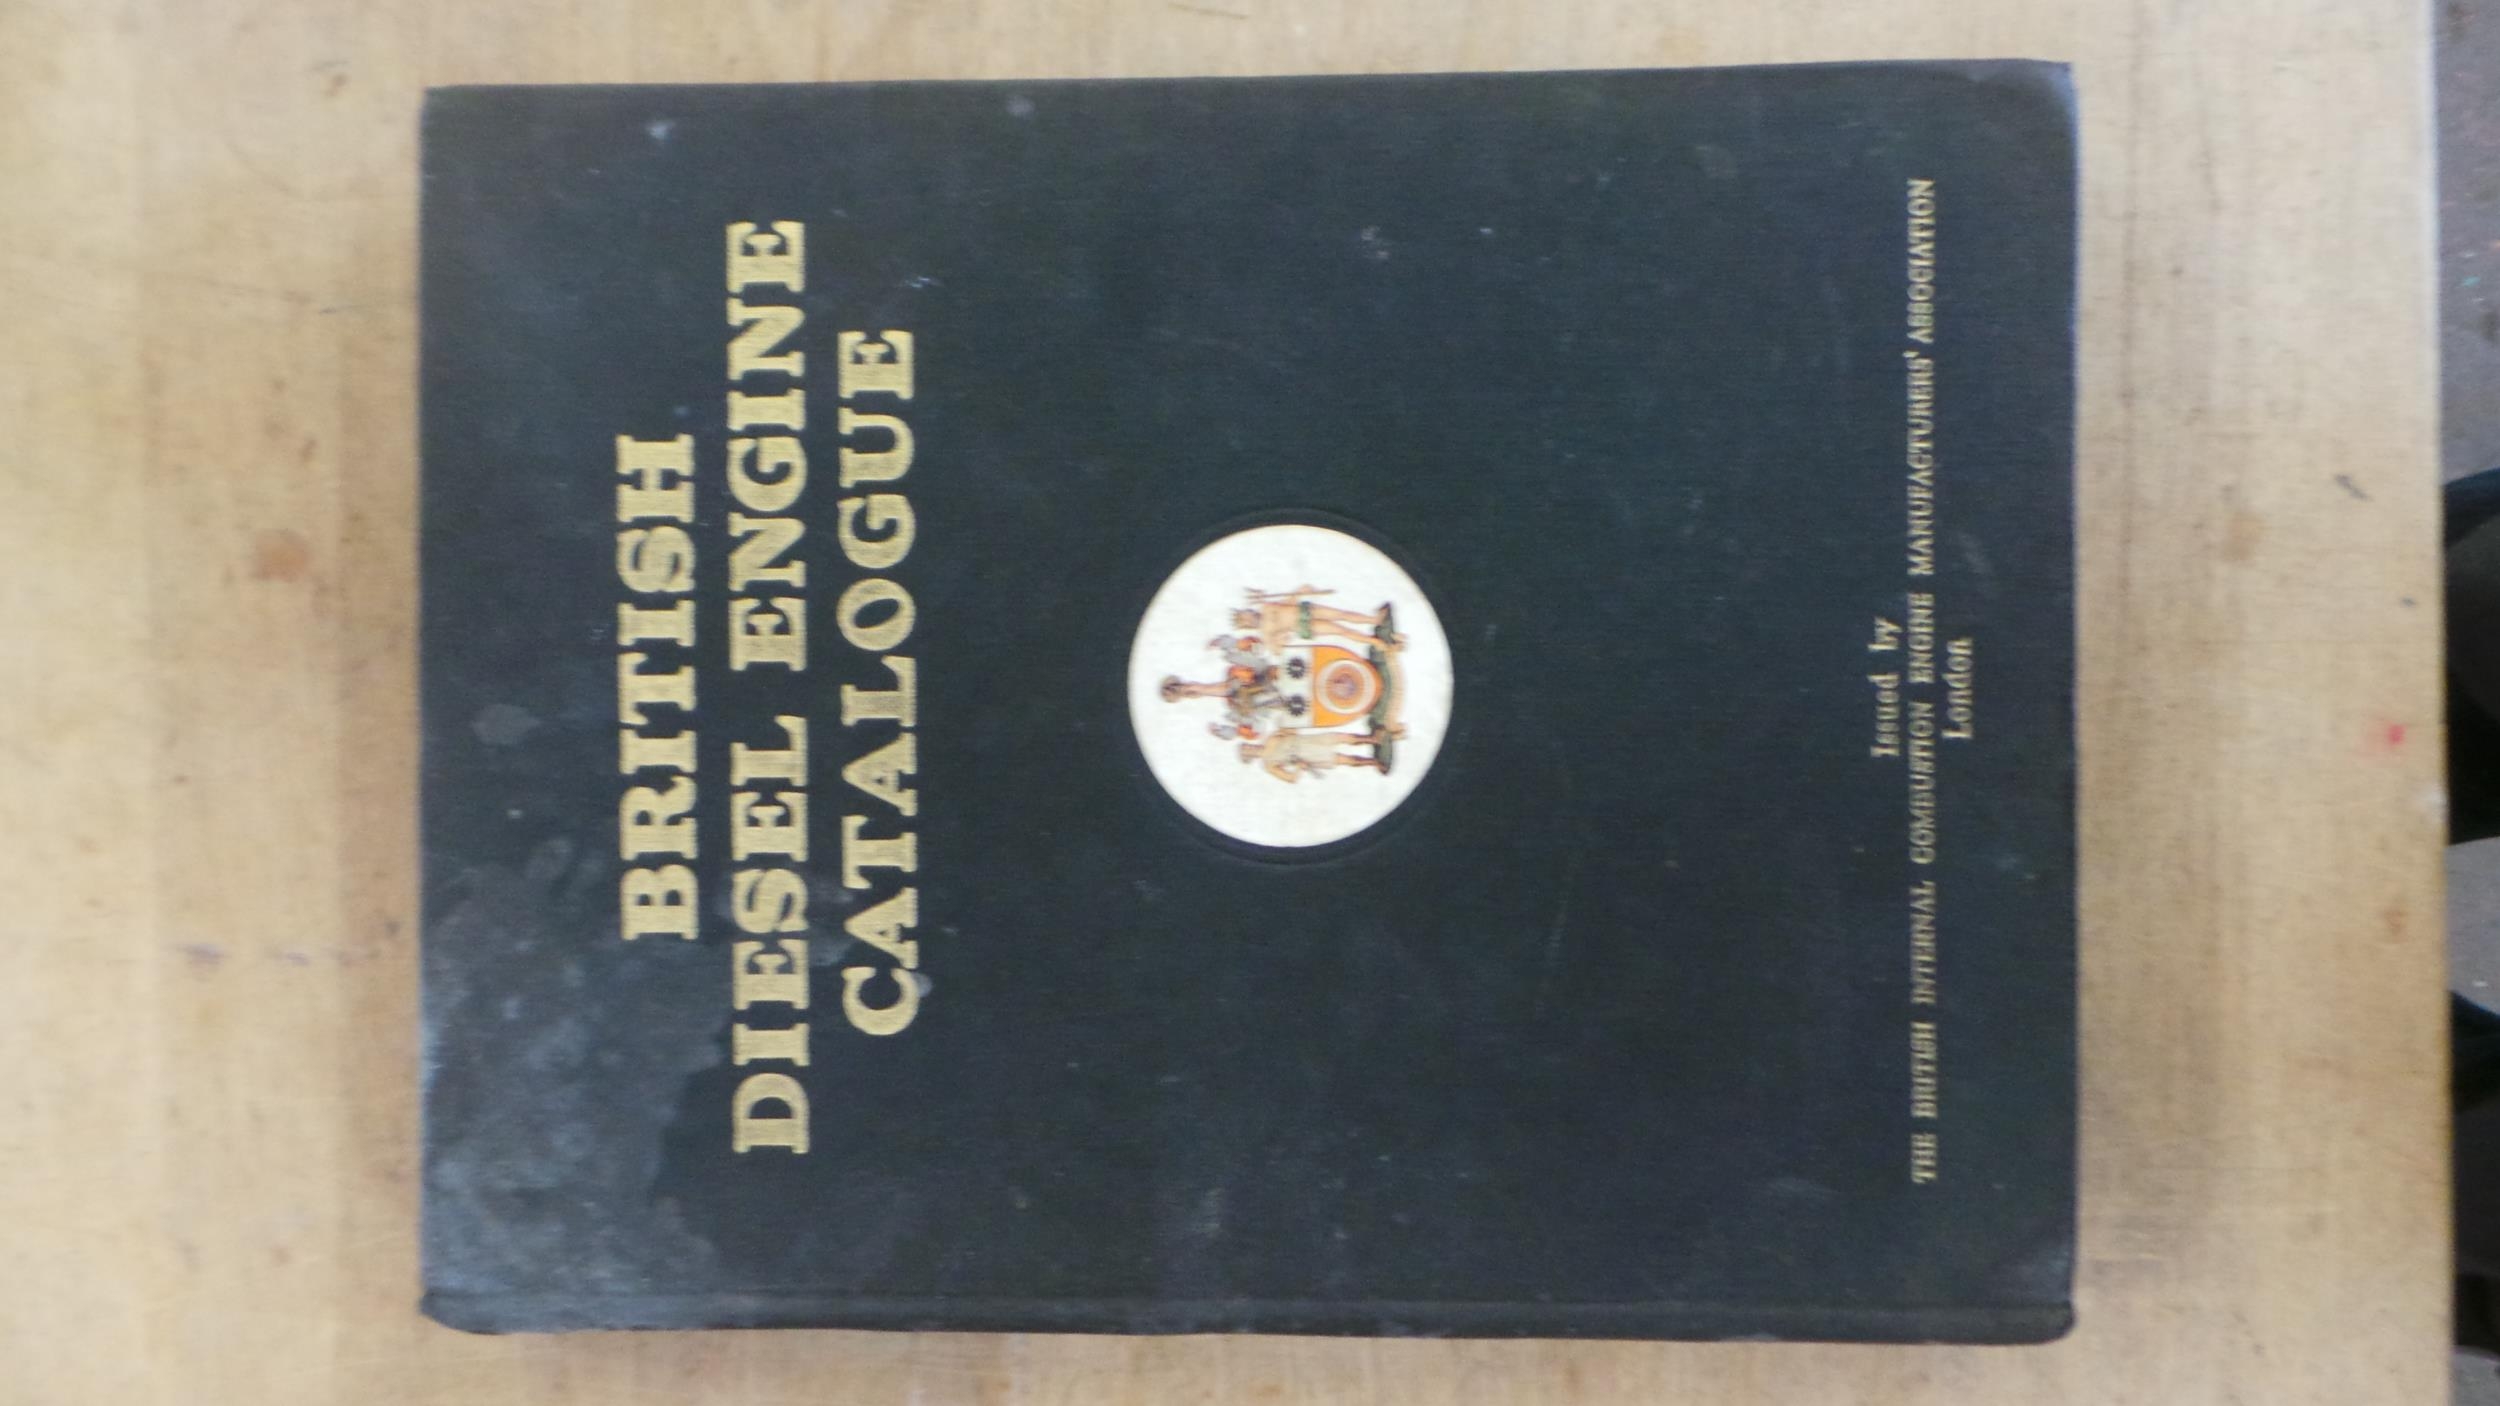 BRITISH
DIESEL ENGINE
CATALOGUE
Issued by
THE BRITISH INTERNAL COMBUSTION ENGINE MANUFACTURERS' ASSOCIATION
London